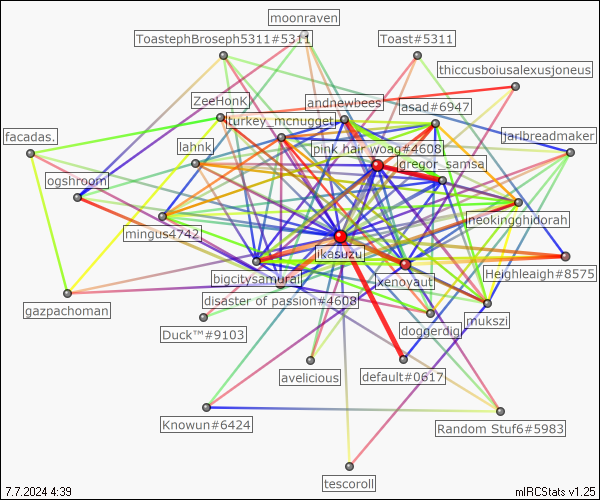 moonraven
ToastephBroseph5311#5311
Toast#5311
thiccusboiusalexusjoneus
ZeeHonK
andnewbees
asad#6947
turkey_mcnugget
facadas.
jarlbreadmaker
lahnk
pink hair woag#4608
gregor_samsa
ogshroom
neokingghidorah
mingus4742
ikasuzu
bigcitysamurai
xenoyaut
Heighleaigh#8575
disaster of passion#4608
gazpachoman
mukszi
doggerdig
Duck™#9103
avelicious
default#0617
Knowun#6424
Random Stuf6#5983
tescoroll
7.7.2024 4:39
mIRCStats v1.25